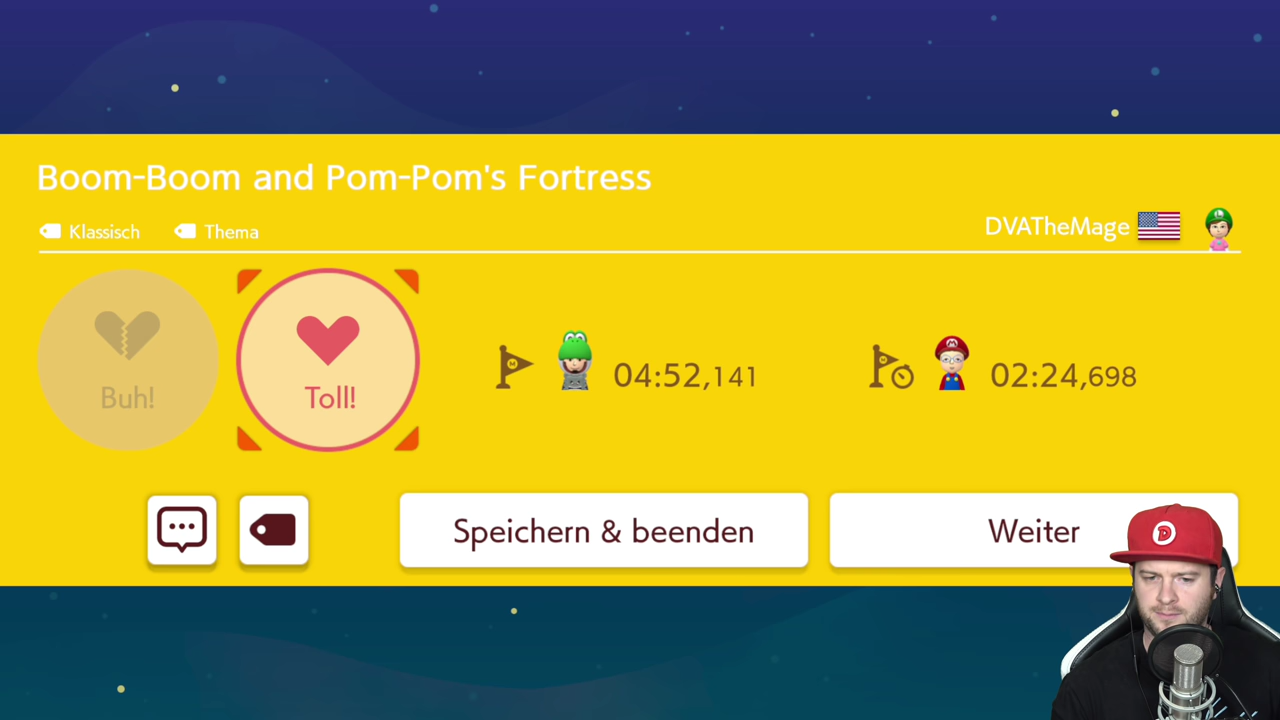 Boom-Boom and Pom-Pom's Fortress
Klassisch Thema
DVATheMage
Buh!
Toll!
04:52,141
02:24,698
Speichern & beenden
Weiter